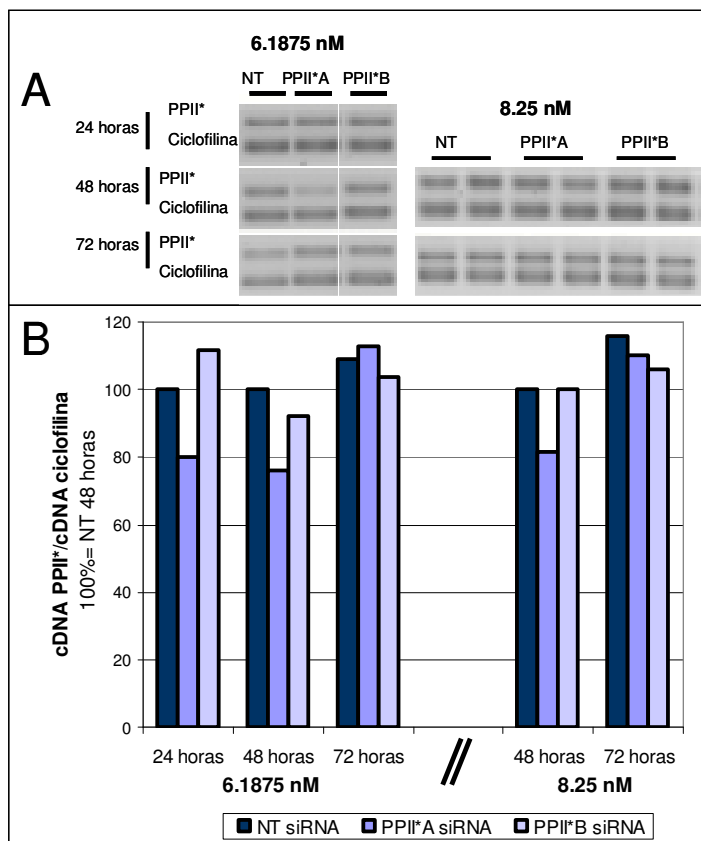 6.1875 nM
NT PPII*A PPII*B
A
24 horas
PPII*
Ciclofilina
48 horas
PPII*
Ciclofilina
72 horas
PPII*
Ciclofilina
8.25 nM
NT PPII*A PPII*B
B
cDNA PPII*/cDNA ciclofilina
100%= NT 48 horas
120
100
80
60
40
20
0
24 horas 48 horas 72 horas // 48 horas 72 horas
6.1875 nM 8.25 nM
NT siRNA PPII*A siRNA PPII*B siRNA